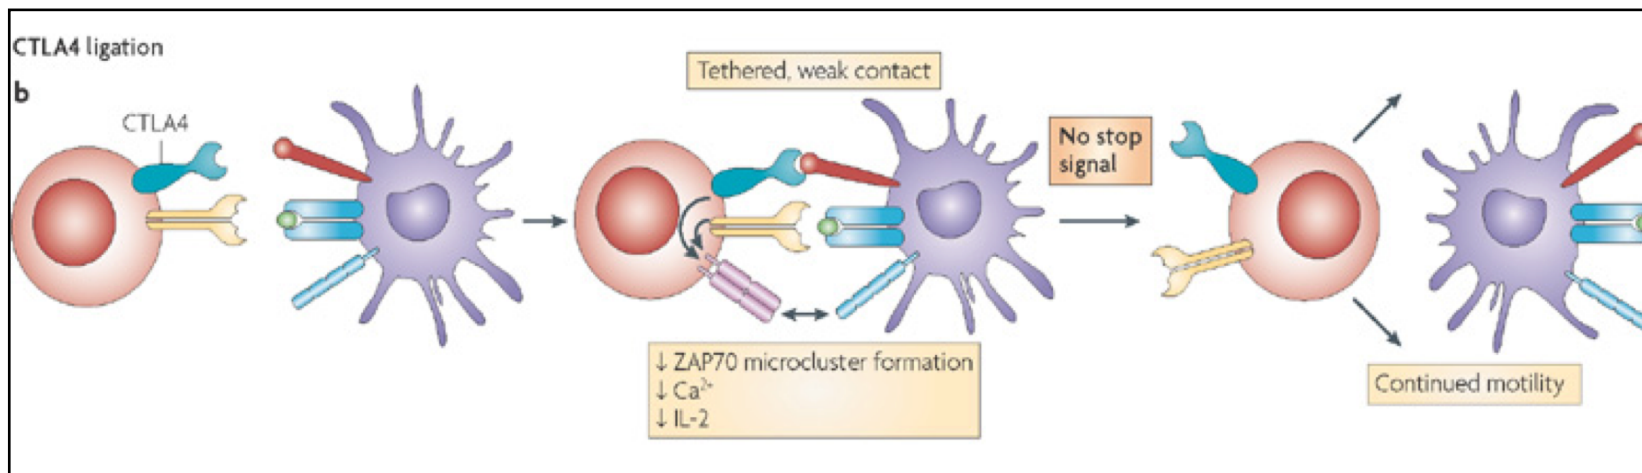 CTLA4 ligation
b
CTLA4
Tethered, weak contact
↓ ZAP70 microcluster formation
↓ Ca²⁺
↓ IL-2
No stop
signal
Continued motility